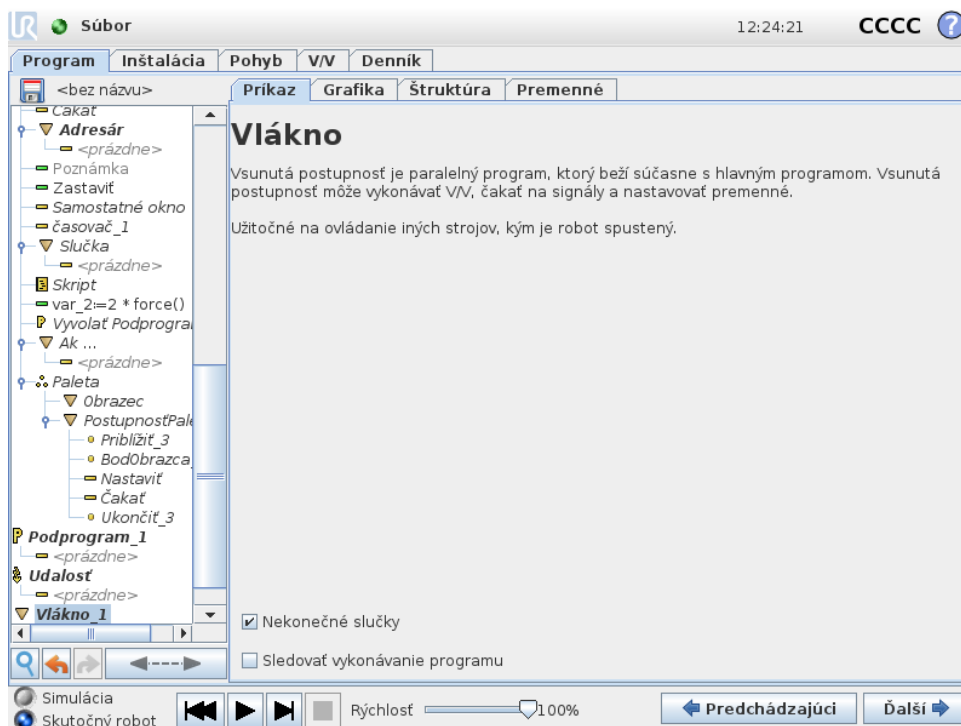 UR Súbor 12:24:21 CCCC ?
Program Inštalácia Pohyb V/V Denník
<bez názvu> Príkaz Grafika Štruktúra Premenné
Čakať
Adresár
<prázdne>
Poznámka
Zastaviť
Samostatné okno
časovač_1
Slučka
<prázdne>
Skript
var_2:=2 * force()
Vyvolať Podprogra
Ak ...
<prázdne>
Paleta
Obrazec
PostupnosťPale
Priblížiť_3
BodObrazca_
Nastaviť
Čakať
Ukončiť_3
P Podprogram_1
<prázdne>
Udalosť
<prázdne>
Vlákno_1
Vlákno
Vsunutá postupnosť je paralelný program, ktorý beží súčasne s hlavným programom. Vsunutá
postupnosť môže vykonávať V/V, čakať na signály a nastavovať premenné.
Užitočné na ovládanie iných strojov, kým je robot spustený.
Nekonečné slučky
Sledovať vykonávanie programu
Simulácia
Skutočný robot
Rýchlosť 100%
Predchádzajúci Ďalší